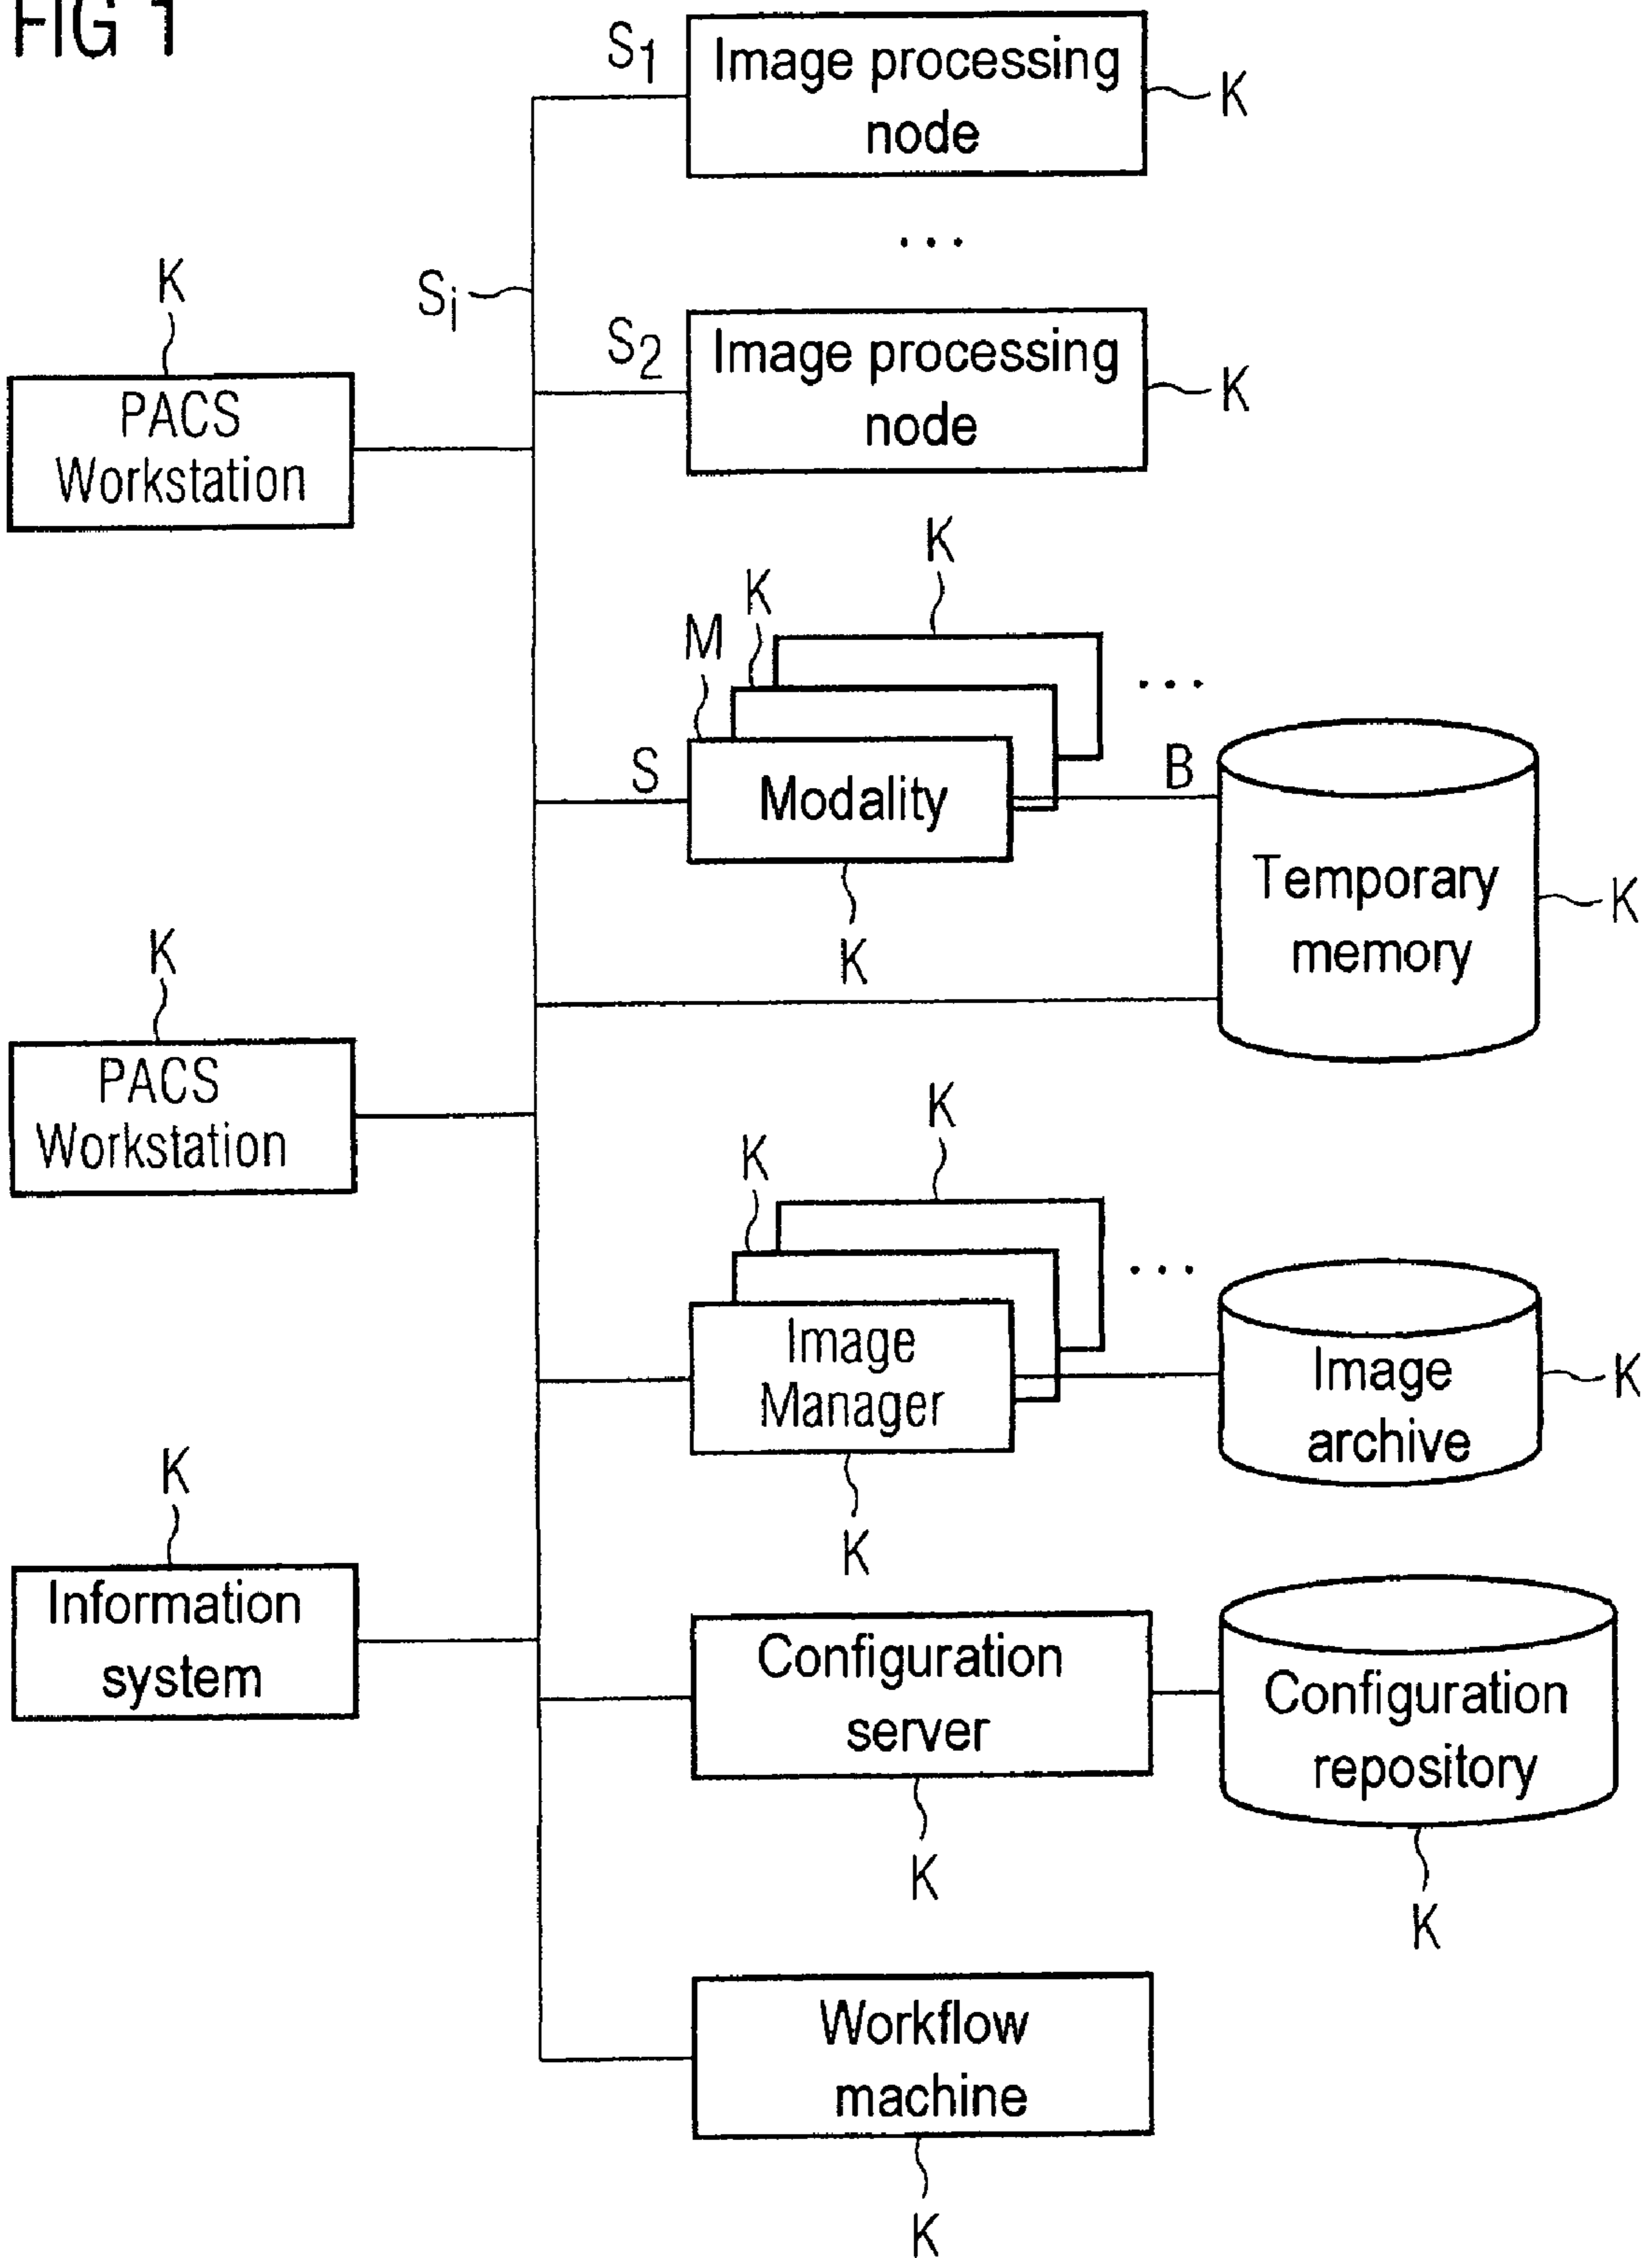 FIG 1
S1
Image processing
node
K
...
K
Si
S2
Image processing
node
K
PACS
Workstation
K
K
M
...
S
Modality
B
Temporary
memory
K
K
K
PACS
Workstation
K
K
...
Image
Manager
Image
archive
K
K
K
Information
system
Configuration
server
Configuration
repository
K
K
Workflow
machine
K